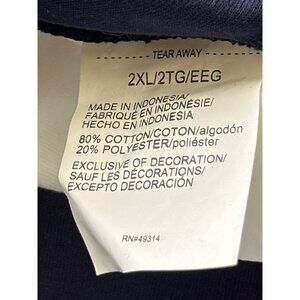 TEAR AWAY
2XL/2TG/EEG
MADE IN INDONESIA/
FABRIQUÉ EN INDONÉSIE/
HECHO EN INDONESIA
80% COTTON/COTON/algodón
20% POLYESTER/poliéster
EXCLUSIVE OF DECORATION/
SAUF LES DÉCORATIONS/
EXCEPTO DECORACIÓN
RN#49314